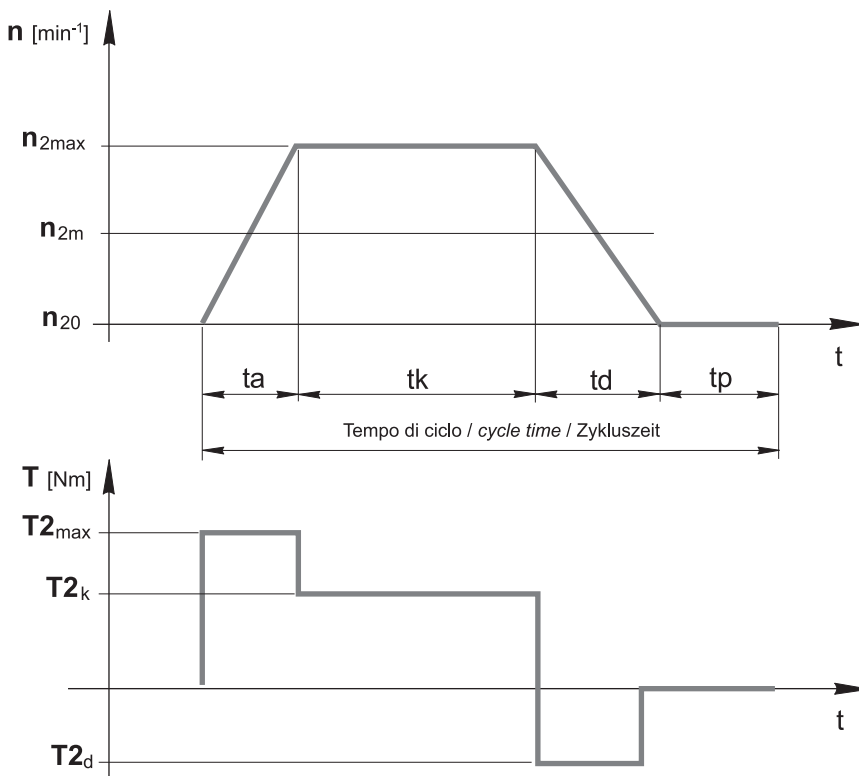 n [min-1]
n2max
n2m
n20
t
ta tk td tp
Tempo di ciclo / cycle time / Zykluszeit
T [Nm]
T2max
T2k
t
T2d